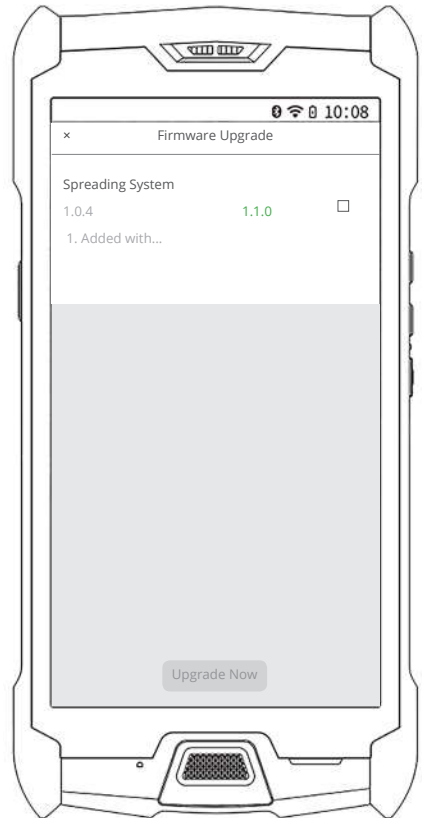 10:08
× Firmware Upgrade
Spreading System
1.0.4 1.1.0
1. Added with...
Upgrade Now